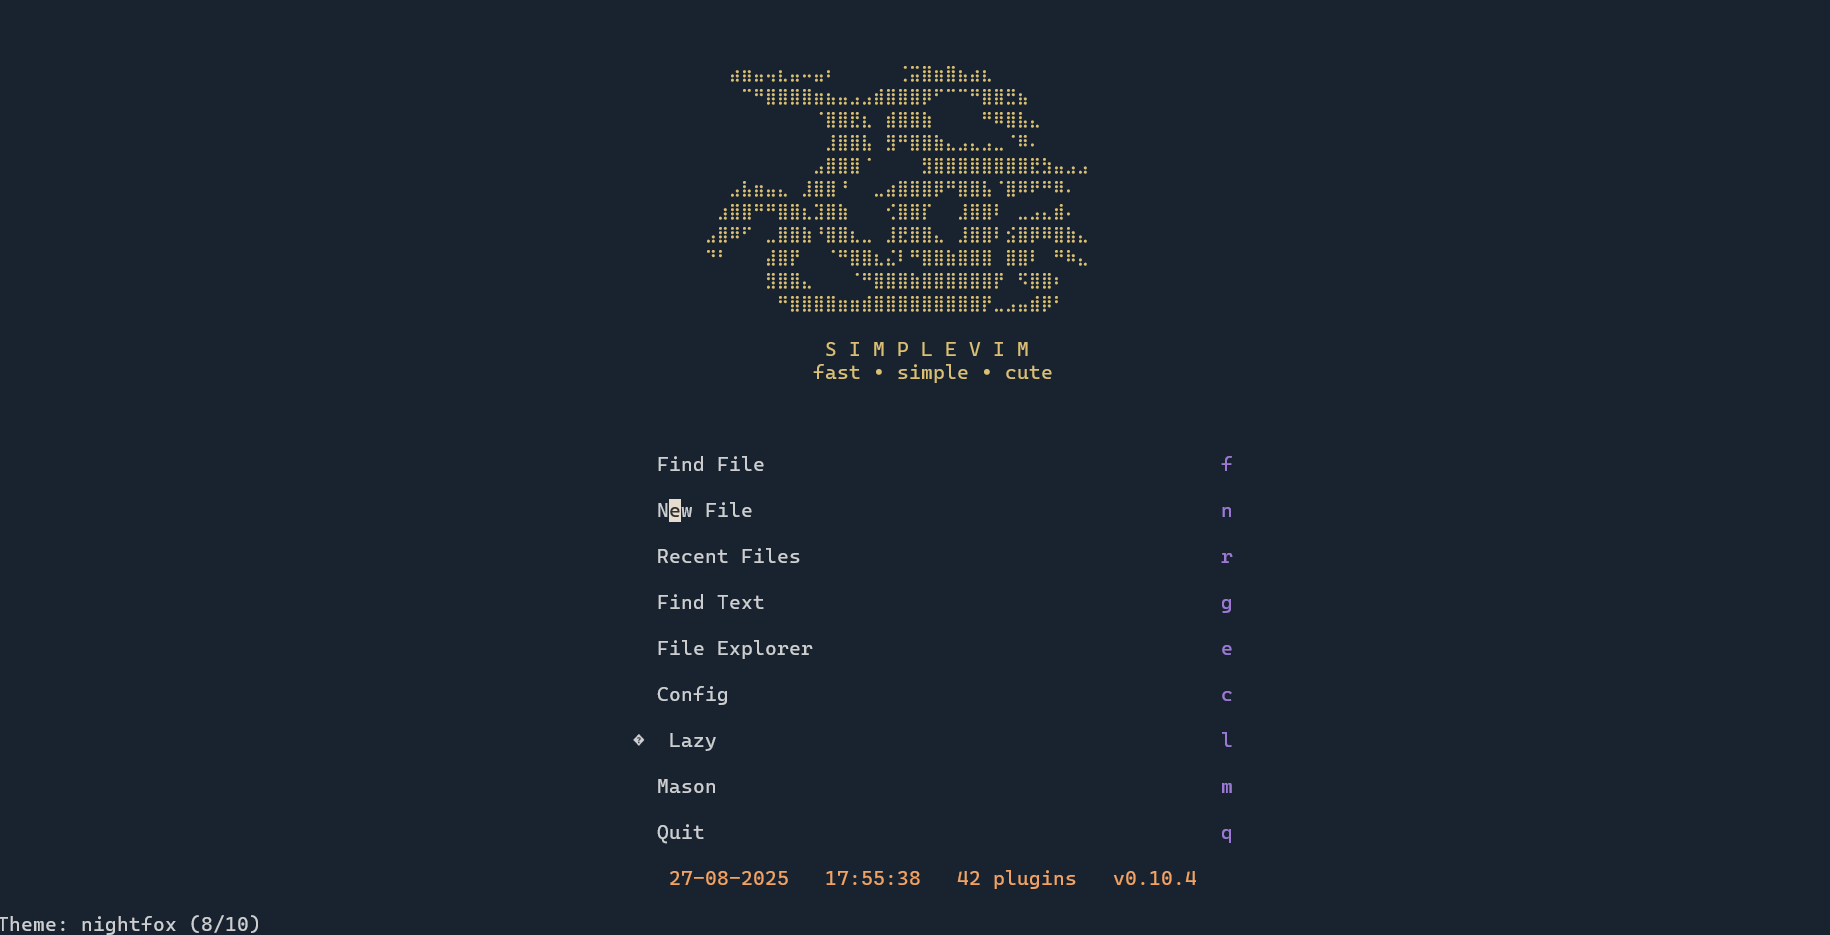 S I M P L E V I M
fast • simple • cute
Find File f
New File n
Recent Files r
Find Text g
File Explorer e
Config c
� Lazy l
Mason m
Quit q
27-08-2025 17:55:38 42 plugins v0.10.4
Theme: nightfox (8/10)